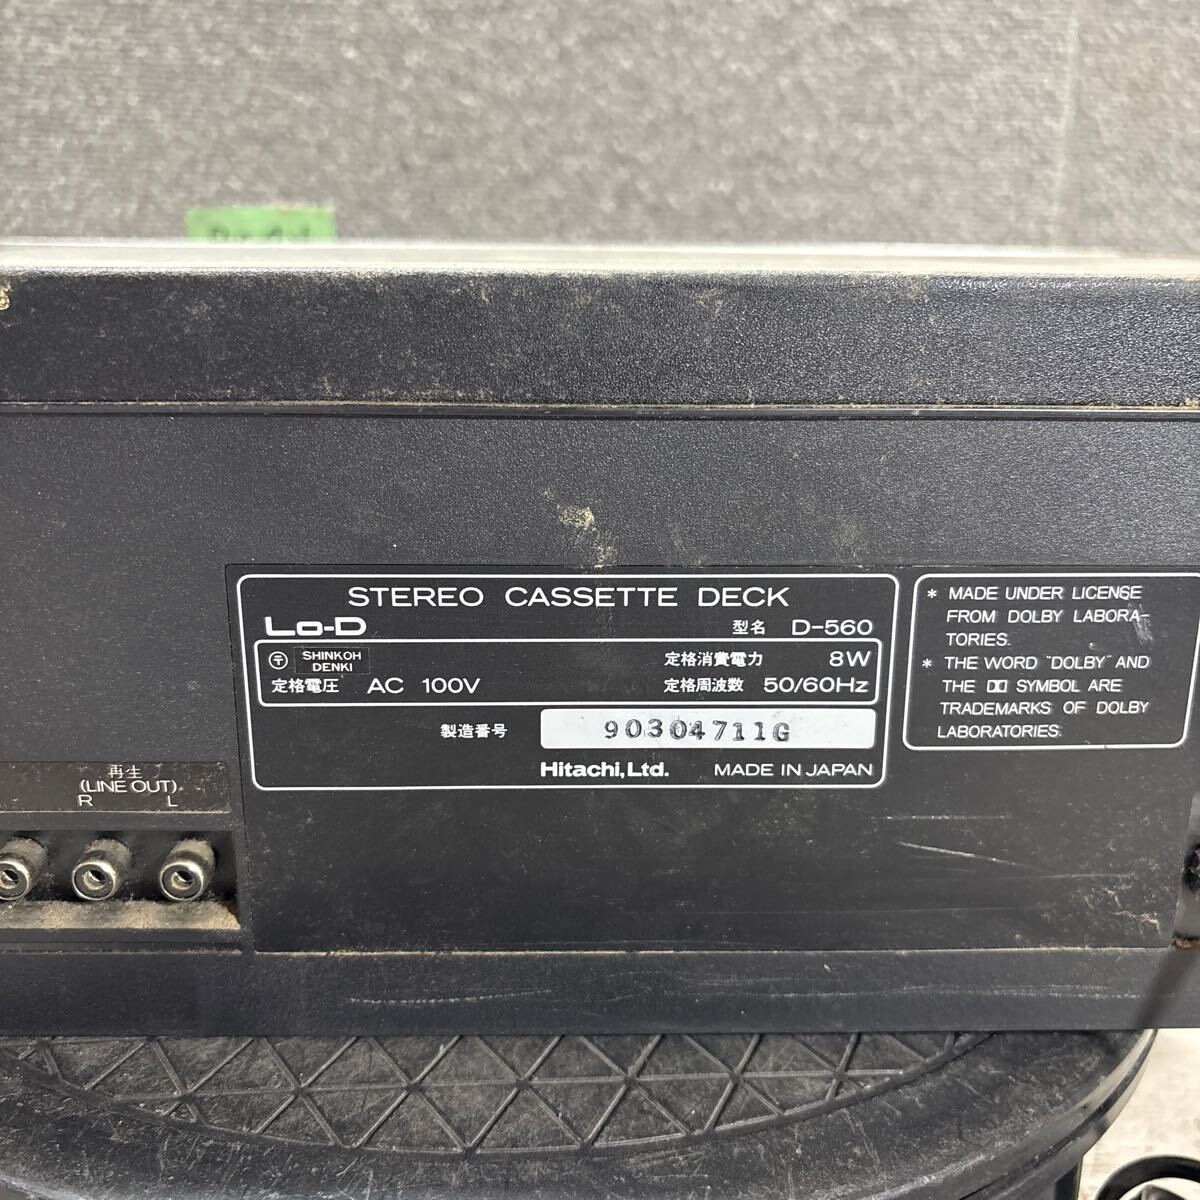 STEREO CASSETTE DECK
Lo-D 型名 D-560
〒 SHINKOH DENKI 定格消費電力 8W
定格電圧 AC 100V 定格周波数 50/60Hz
製造番号 90304711G
Hitachi, Ltd. MADE IN JAPAN
* MADE UNDER LICENSE
FROM DOLBY LABORA-
TORIES.
* THE WORD "DOLBY" AND
THE SYMBOL ARE
TRADEMARKS OF DOLBY
LABORATORIES.
再生
(LINE OUT)
R L